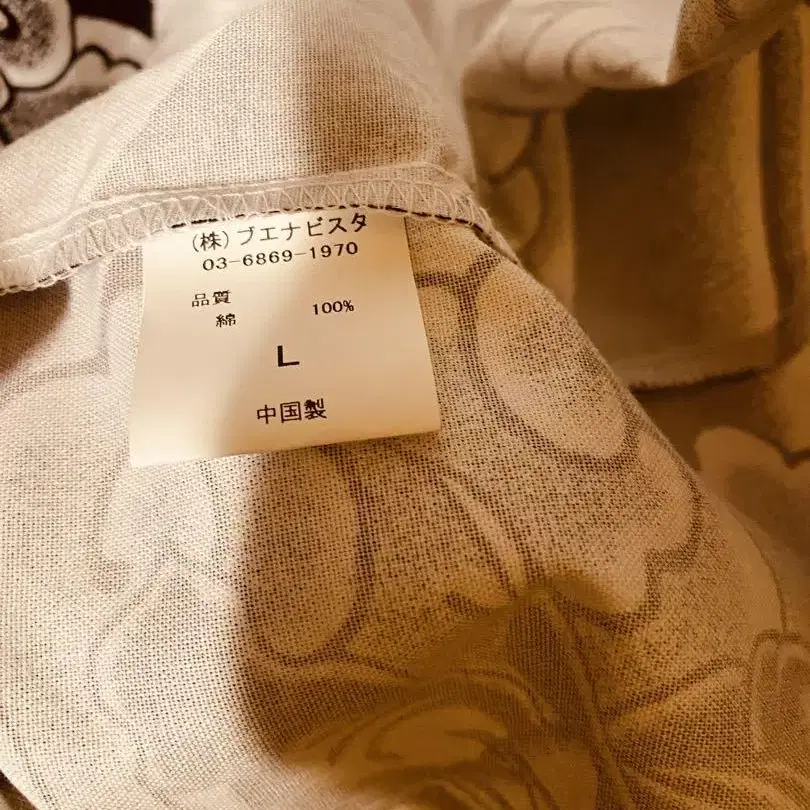 (株)ブエナビスタ
03-6869-1970
品質
綿 100%
L
中国製